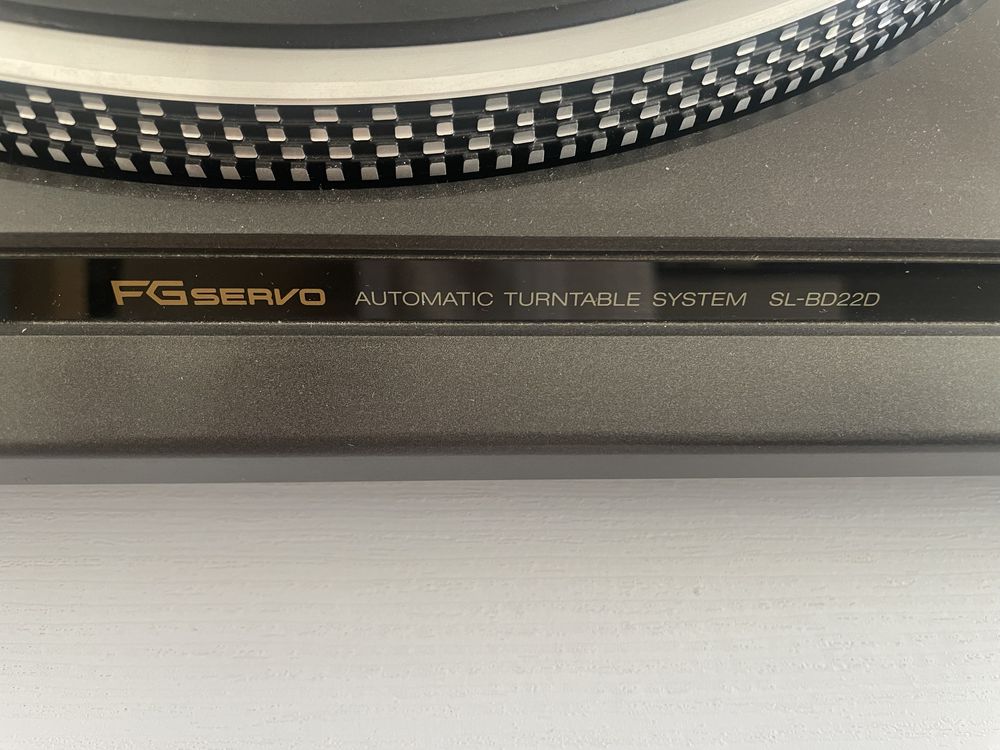 FG SERVO AUTOMATIC TURNTABLE SYSTEM SL-BD22D